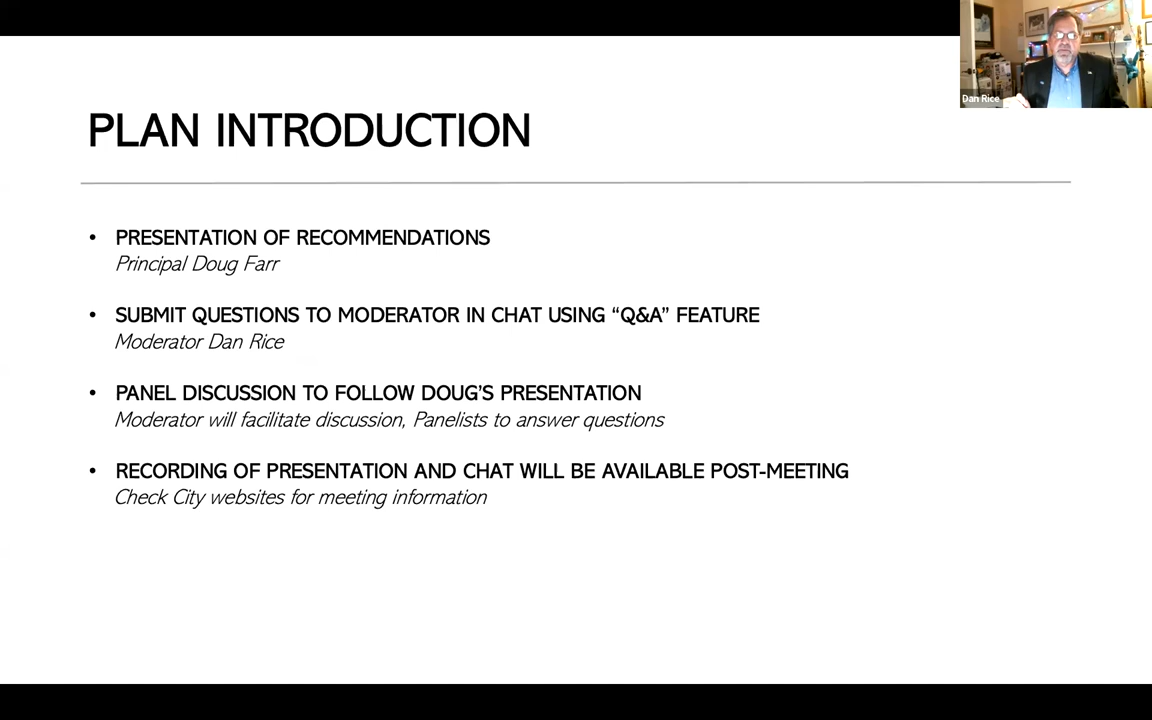 Dan Rice
PLAN INTRODUCTION
• PRESENTATION OF RECOMMENDATIONS
Principal Doug Farr
• SUBMIT QUESTIONS TO MODERATOR IN CHAT USING “Q&A” FEATURE
Moderator Dan Rice
• PANEL DISCUSSION TO FOLLOW DOUG’S PRESENTATION
Moderator will facilitate discussion, Panelists to answer questions
• RECORDING OF PRESENTATION AND CHAT WILL BE AVAILABLE POST-MEETING
Check City websites for meeting information